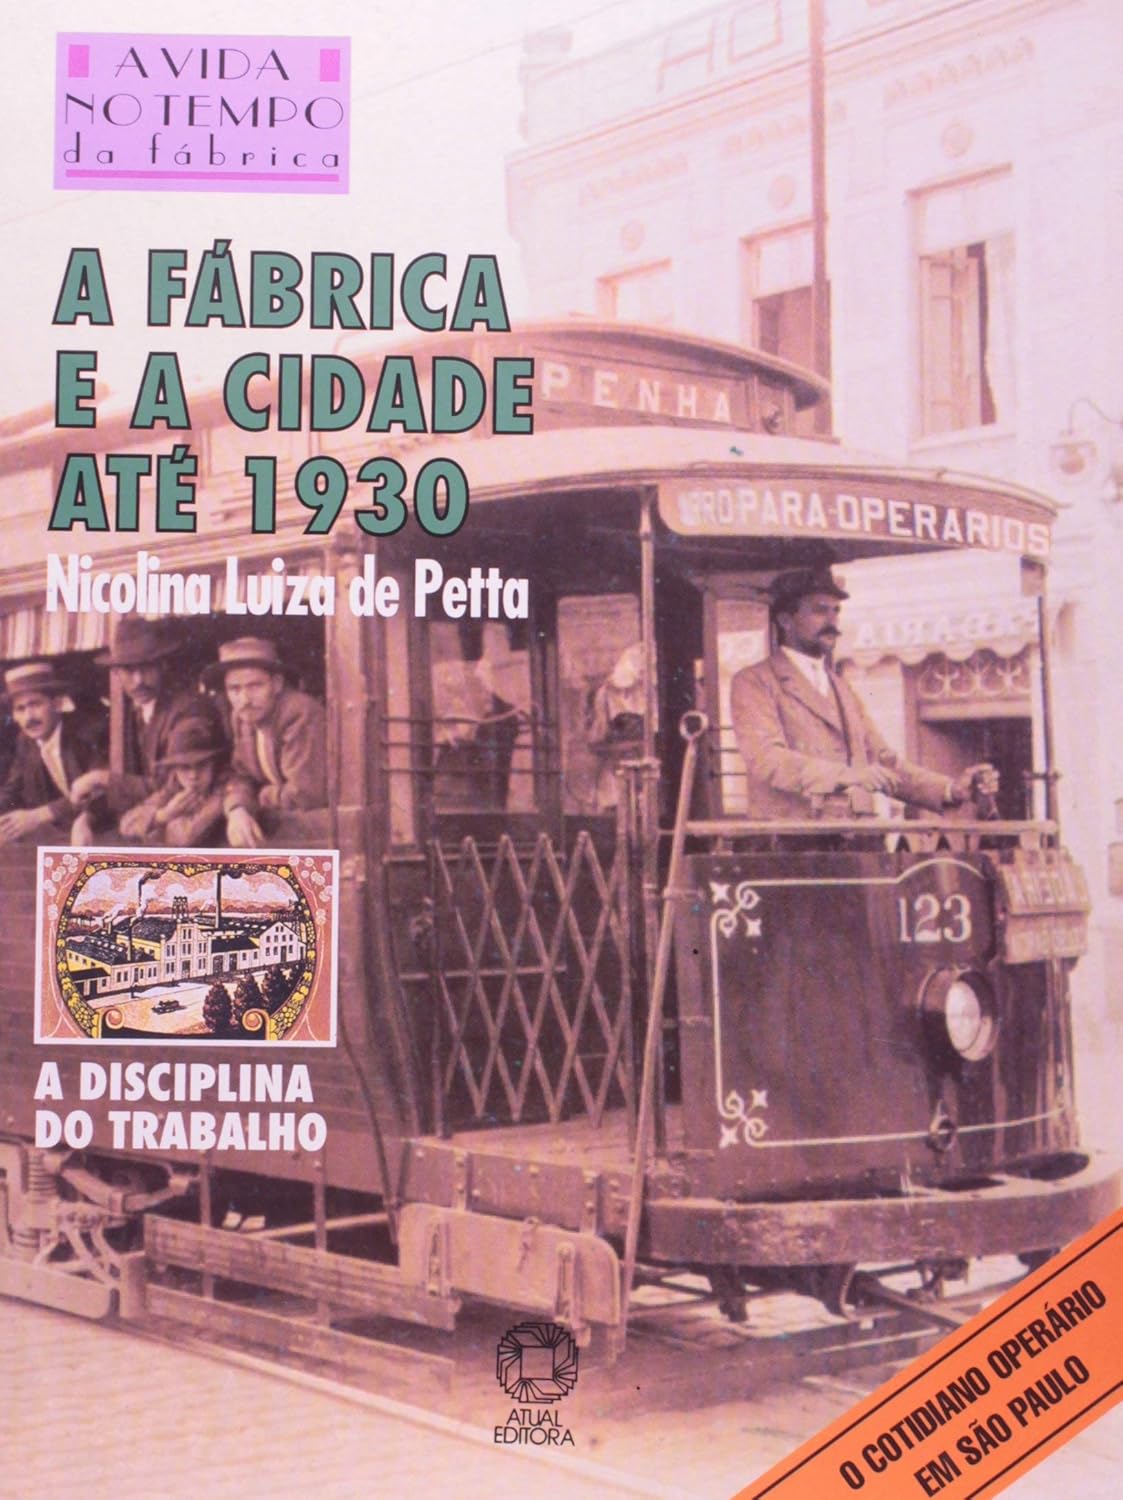 A VIDA
NO TEMPO
da fábrica
A FÁBRICA
E A CIDADE
ATÉ 1930
Nicolina Luiza de Petta
PENHA
PARA-OPERARIOS
123
A DISCIPLINA
DO TRABALHO
ATUAL
EDITORA
O COTIDIANO OPERÁRIO
EM SÃO PAULO